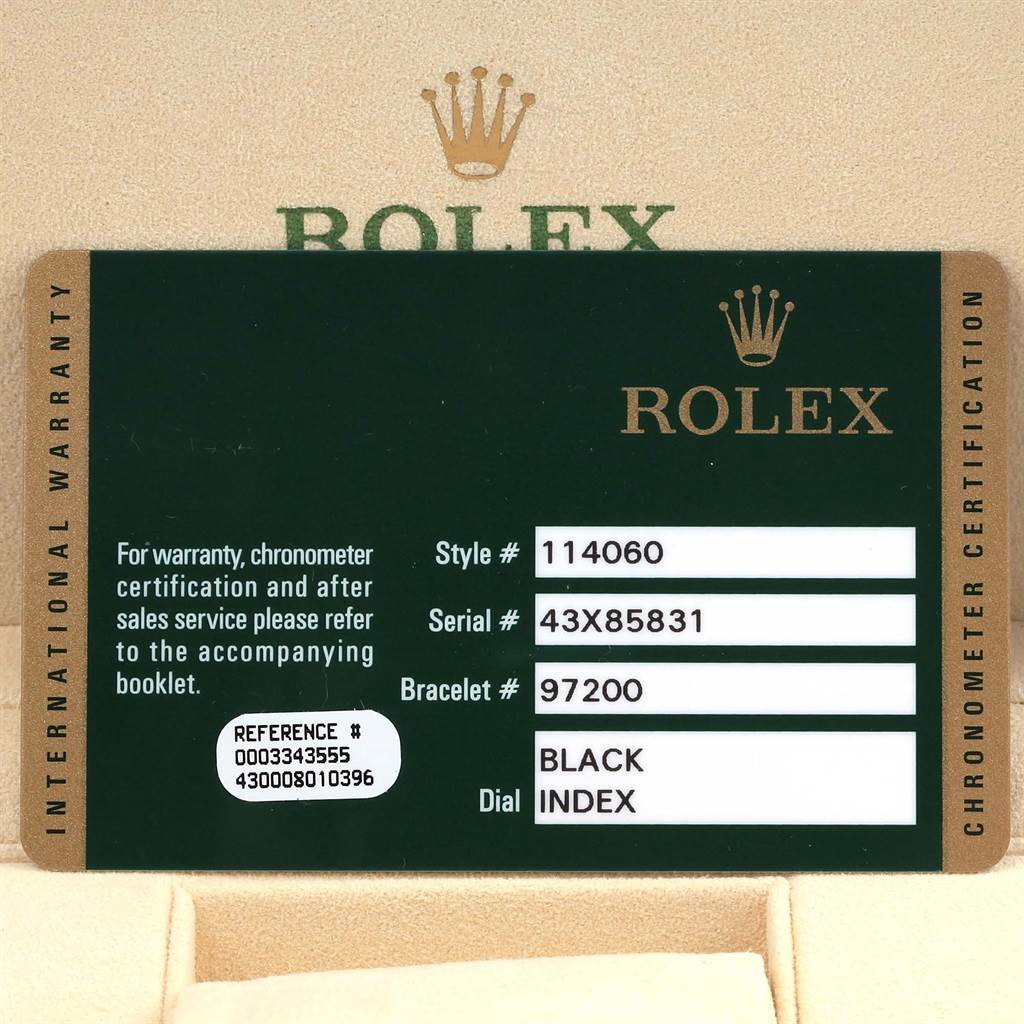 ROLEX
ROLEX
INTERNATIONAL WARRANTY
CHRONOMETER CERTIFICATION
For warranty, chronometer
certification and after
sales service please refer
to the accompanying
booklet.
REFERENCE #
0003343555
430008010396
Style # 114060
Serial # 43X85831
Bracelet # 97200
BLACK
Dial INDEX